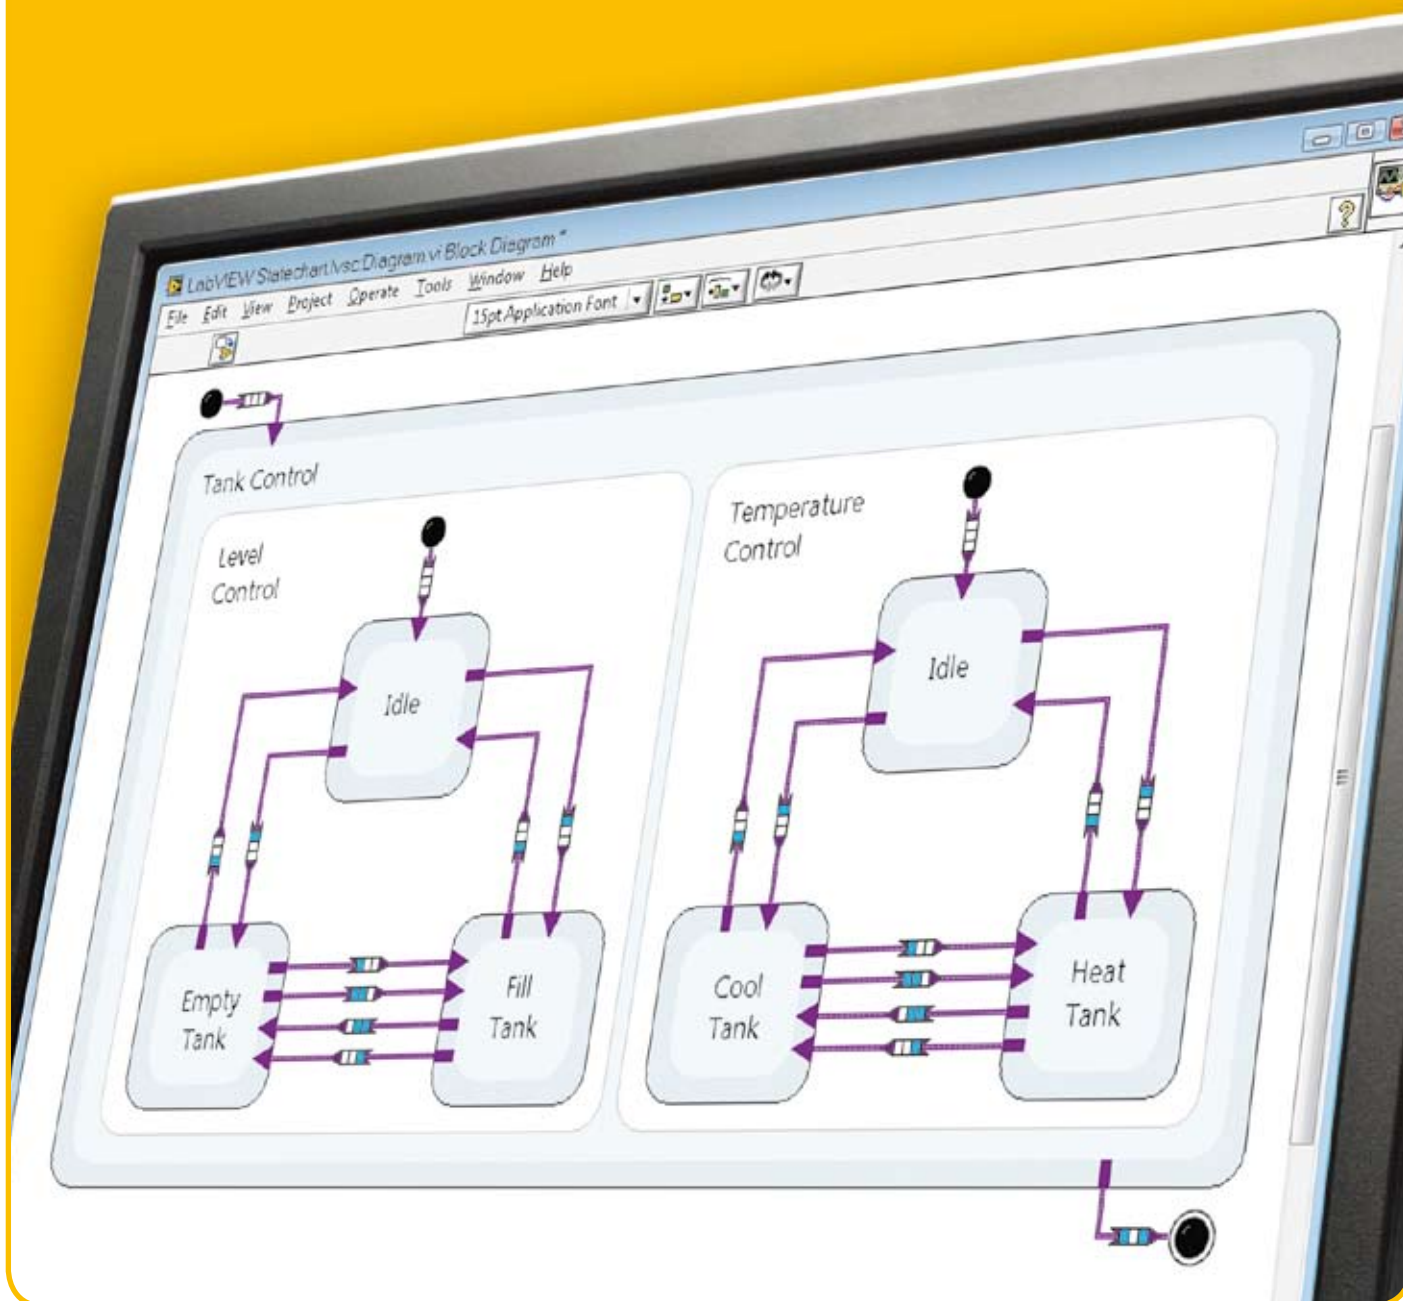 LabVIEW Statechart.lvsc:Diagram.vi Block Diagram *
File Edit View Project Operate Tools Window Help
15pt Application Font
?
Tank Control
Level
Control
Idle
Empty
Tank
Fill
Tank
Temperature
Control
Idle
Cool
Tank
Heat
Tank